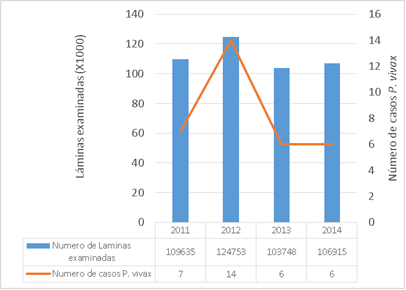 140
120
100
80
60
40
20
0
Láminas examinadas (X1000)
16
14
12
10
8
6
4
2
0
Número de casos P. vivax
2011 2012 2013 2014
Numero de Laminas
examinadas 109635 124753 103748 106915
Numero de casos P. vivax 7 14 6 6